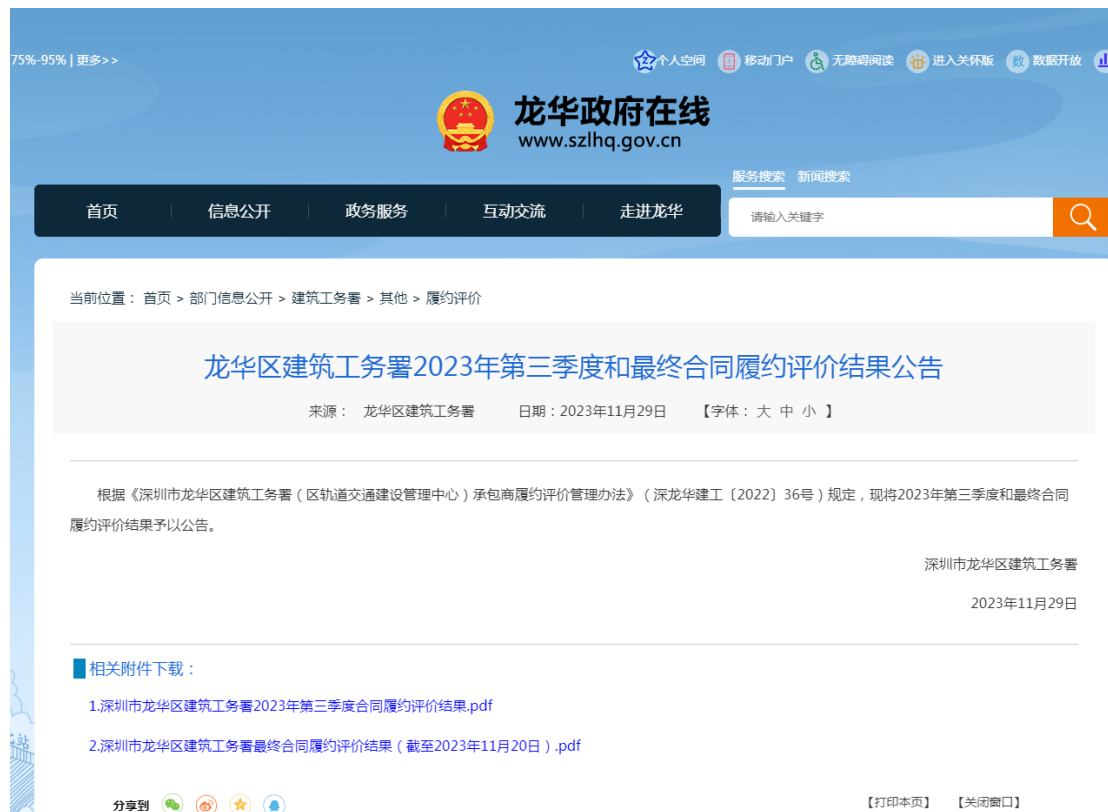 75%-95% | 更多>>
个人空间 移动门户 无障碍阅读 进入关怀版 数 数据开放
龙华政府在线
www.szlhq.gov.cn
服务搜索 新闻搜索
首页 信息公开 政务服务 互动交流 走进龙华
请输入关键字
当前位置： 首页 > 部门信息公开 > 建筑工务署 > 其他 > 履约评价
龙华区建筑工务署2023年第三季度和最终合同履约评价结果公告
来源： 龙华区建筑工务署 日期：2023年11月29日 【字体： 大 中 小 】
根据《深圳市龙华区建筑工务署（区轨道交通建设管理中心）承包商履约评价管理办法》（深龙华建工〔2022〕36号）规定，现将2023年第三季度和最终合同
履约评价结果予以公告。
深圳市龙华区建筑工务署
2023年11月29日
相关附件下载：
1.深圳市龙华区建筑工务署2023年第三季度合同履约评价结果.pdf
2.深圳市龙华区建筑工务署最终合同履约评价结果（截至2023年11月20日）.pdf
分享到 【打印本页】 【关闭窗口】